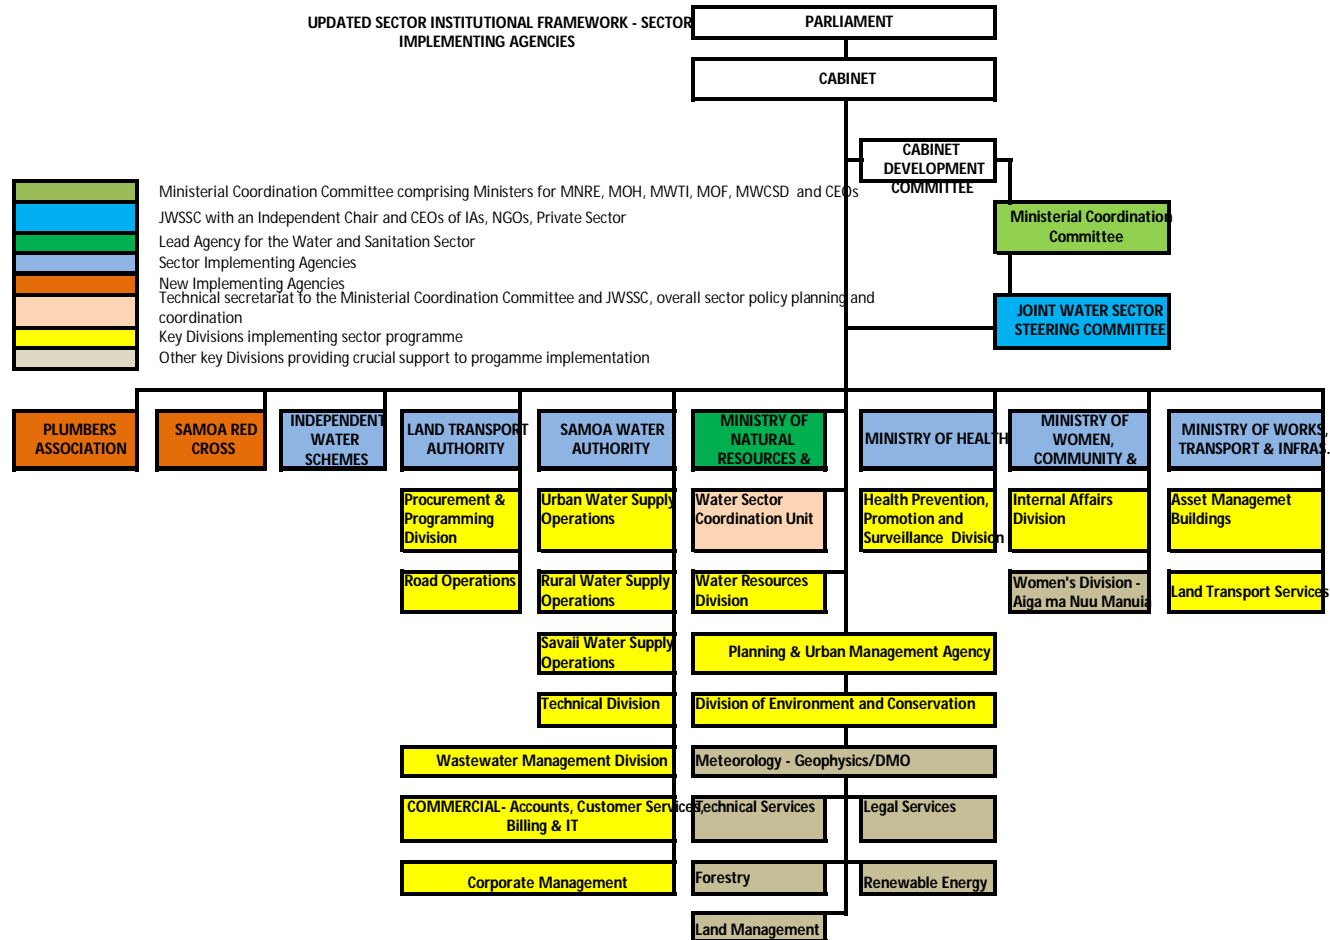 UPDATED SECTOR INSTITUTIONAL FRAMEWORK - SECTOR
IMPLEMENTING AGENCIES
PARLIAMENT
CABINET
CABINET
DEVELOPMENT
COMMITTEE
Ministerial Coordination Committee comprising Ministers for MNRE, MOH, MWTI, MOF, MWCSD and CEOs
JWSSC with an Independent Chair and CEOs of IAs, NGOs, Private Sector
Lead Agency for the Water and Sanitation Sector
Sector Implementing Agencies
New Implementing Agencies
Technical secretariat to the Ministerial Coordination Committee and JWSSC, overall sector policy planning and
coordination
Key Divisions implementing sector programme
Other key Divisions providing crucial support to progamme implementation
Ministerial Coordination
Committee
JOINT WATER SECTOR
STEERING COMMITTEE
PLUMBERS
ASSOCIATION
SAMOA RED
CROSS
INDEPENDENT
WATER
SCHEMES
LAND TRANSPORT
AUTHORITY
SAMOA WATER
AUTHORITY
MINISTRY OF
NATURAL
RESOURCES &
MINISTRY OF HEALTH
MINISTRY OF
WOMEN,
COMMUNITY &
MINISTRY OF WORKS,
TRANSPORT & INFRAS.
Procurement &
Programming
Division
Urban Water Supply
Operations
Water Sector
Coordination Unit
Health Prevention,
Promotion and
Surveillance Division
Internal Affairs
Division
Asset Managemet
Buildings
Road Operations
Rural Water Supply
Operations
Water Resources
Division
Women's Division -
Aiga ma Nuu Manuia
Land Transport Services
Savaii Water Supply
Operations
Planning & Urban Management Agency
Technical Division
Division of Environment and Conservation
Wastewater Management Division
Meteorology - Geophysics/DMO
COMMERCIAL- Accounts, Customer Services,
Billing & IT
Technical Services
Legal Services
Corporate Management
Forestry
Renewable Energy
Land Management